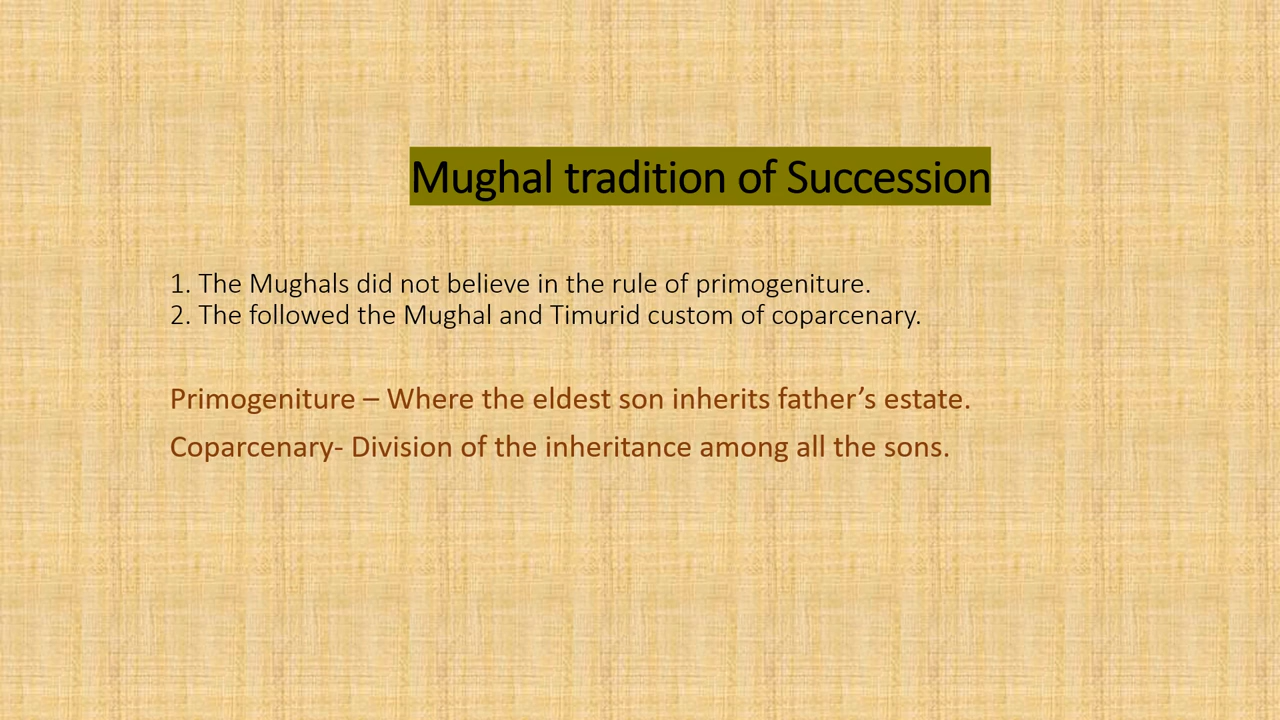 Mughal tradition of Succession
1. The Mughals did not believe in the rule of primogeniture.
2. The followed the Mughal and Timurid custom of coparcenary.
Primogeniture – Where the eldest son inherits father’s estate.
Coparcenary- Division of the inheritance among all the sons.